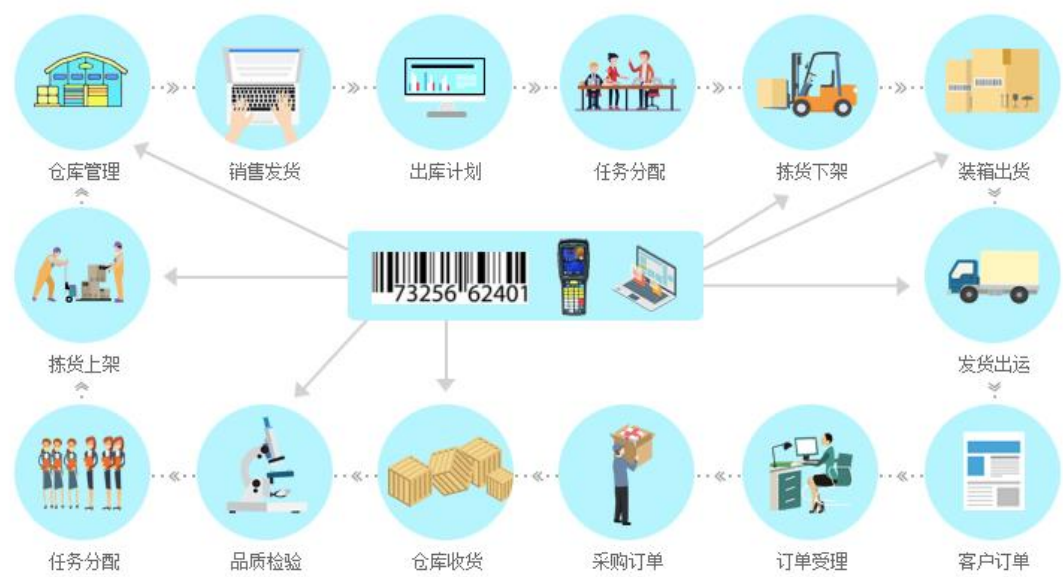 仓库管理
销售发货
出库计划
任务分配
拣货下架
装箱出货
73256 62401
拣货上架
发货出运
任务分配
品质检验
仓库收货
采购订单
订单受理
客户订单